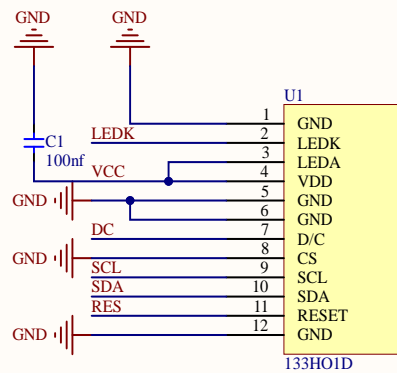 GND
GND
U1
1 GND
LEDK 2 LEDK
C1
100nf
3 LEDA
VCC 4 VDD
GND 5 GND
6 GND
DC 7 D/C
GND 8 CS
SCL 9 SCL
SDA 10 SDA
RES 11 RESET
GND 12 GND
133HO1D